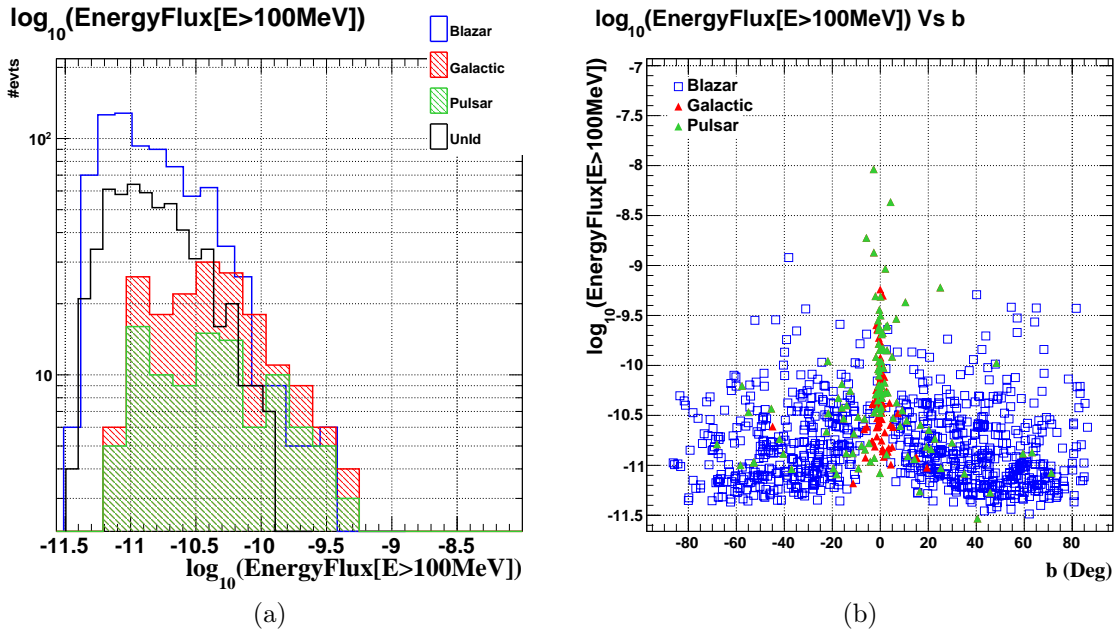 log10(EnergyFlux[E>100MeV])
Blazar
Galactic
Pulsar
UnId
#evts
10²
10
-11.5 -11 -10.5 -10 -9.5 -9 -8.5
log10(EnergyFlux[E>100MeV])
(a)
log10(EnergyFlux[E>100MeV]) Vs b
log10(EnergyFlux[E>100MeV])
Blazar
Galactic
Pulsar
-7
-7.5
-8
-8.5
-9
-9.5
-10
-10.5
-11
-11.5
-80 -60 -40 -20 0 20 40 60 80
b (Deg)
(b)